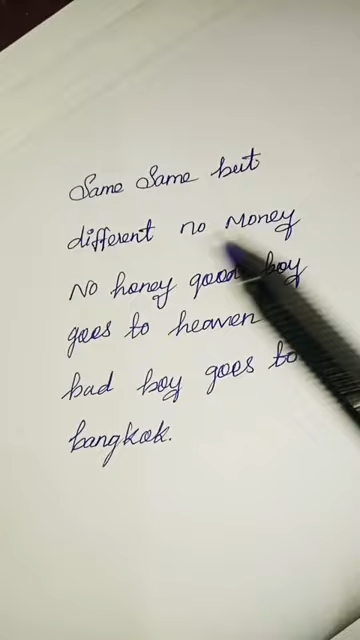 Same Same but
different no money
No honey good boy
goes to heaven
bad boy goes to
bangkok.